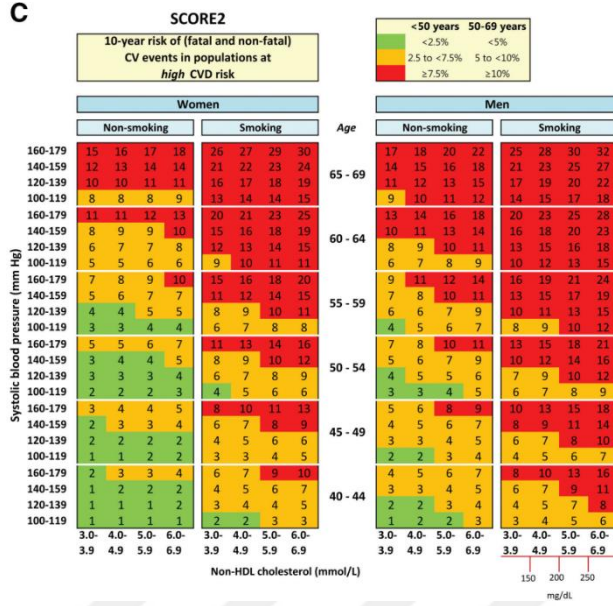 C
SCORE2
10-year risk of (fatal and non-fatal)
CV events in populations at
high CVD risk
<50 years 50-69 years
<2.5% <5%
2.5 to <7.5% 5 to <10%
≥7.5% ≥10%
Women Men
Non-smoking Smoking Age Non-smoking Smoking
Systolic blood pressure (mm Hg)
160-179 15 16 17 18 26 27 29 30 17 18 20 22 25 28 30 32
140-159 12 13 14 14 21 22 23 24 14 15 16 18 21 23 25 27
65 - 69
120-139 10 10 11 11 16 17 18 19 11 12 13 15 17 19 20 22
100-119 8 8 8 9 13 14 14 15 9 10 11 12 14 15 17 18
160-179 11 11 12 13 20 21 23 25 13 14 16 18 20 23 25 28
140-159 8 9 9 10 15 16 18 19 10 11 13 14 16 18 20 23
60 - 64
120-139 6 7 7 8 12 13 14 15 8 9 10 11 13 15 16 18
100-119 5 5 6 6 9 10 11 11 6 7 8 9 10 12 13 15
160-179 7 8 9 10 15 16 18 20 9 11 12 14 16 19 21 24
140-159 5 6 7 7 11 12 14 15 7 8 10 11 13 15 17 19
55 - 59
120-139 4 4 5 5 8 9 10 11 6 6 7 9 10 11 13 15
100-119 3 3 4 4 6 7 8 8 4 5 6 7 8 9 10 12
160-179 5 5 6 7 11 13 14 16 7 8 10 11 13 15 18 21
140-159 3 4 4 5 8 9 10 12 5 6 7 9 10 12 14 16
50 - 54
120-139 3 3 3 4 6 7 8 9 4 5 6 7 7 9 10 12
100-119 2 2 2 3 4 5 6 6 3 3 4 5 6 7 8 9
160-179 3 4 4 5 8 10 11 13 5 6 8 9 10 13 15 18
140-159 2 3 3 4 6 7 8 9 4 5 6 7 8 9 11 14
45 - 49
120-139 2 2 2 2 4 5 6 7 3 3 4 5 6 7 8 10
100-119 1 1 2 2 3 3 4 5 2 2 3 4 4 5 6 7
160-179 2 3 3 4 6 7 9 10 4 5 6 7 8 10 13 16
140-159 1 2 2 2 4 5 6 7 3 3 4 5 6 7 9 11
40 - 44
120-139 1 1 2 2 3 4 4 5 2 2 3 4 4 5 7 8
100-119 1 1 1 1 2 2 3 3 1 2 2 3 3 4 5 6
3.0- 4.0- 5.0- 6.0- 3.0- 4.0- 5.0- 6.0- 3.0- 4.0- 5.0- 6.0- 3.0- 4.0- 5.0- 6.0-
3.9 4.9 5.9 6.9 3.9 4.9 5.9 6.9 3.9 4.9 5.9 6.9 3.9 4.9 5.9 6.9
Non-HDL cholesterol (mmol/L)
150 200 250
mg/dL